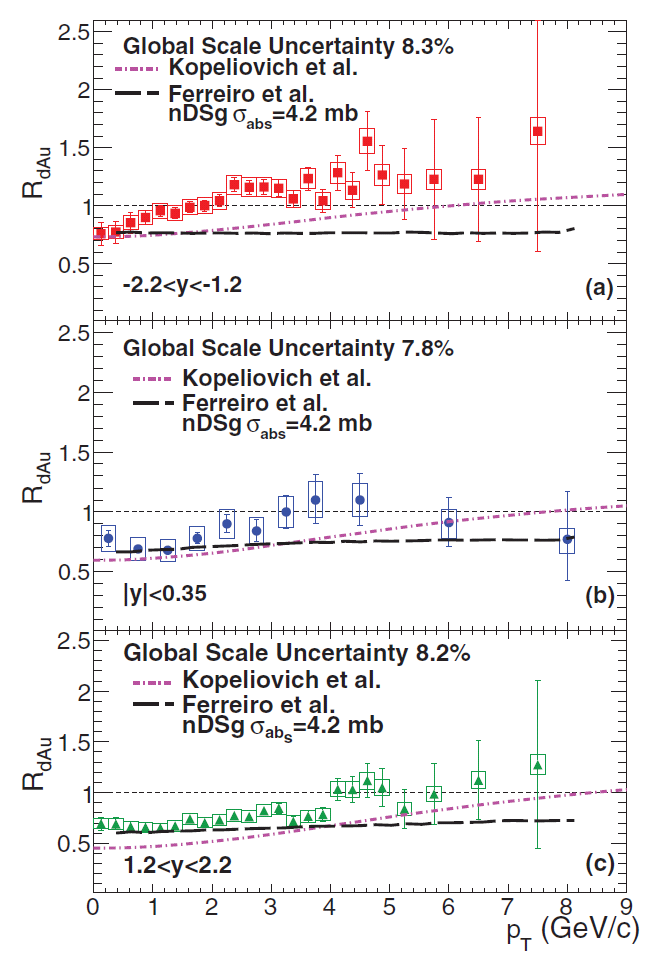 2.5
Global Scale Uncertainty 8.3%
Kopeliovich et al.
2
Ferreiro et al.
nDSg σabs=4.2 mb
1.5
RdAu
1
0.5
-2.2<y<-1.2
(a)
2.5
Global Scale Uncertainty 7.8%
Kopeliovich et al.
2
Ferreiro et al.
nDSg σabs=4.2 mb
1.5
RdAu
1
0.5
|y|<0.35
(b)
2.5
Global Scale Uncertainty 8.2%
Kopeliovich et al.
2
Ferreiro et al.
nDSg σabs=4.2 mb
1.5
RdAu
1
0.5
1.2<y<2.2
(c)
0 1 2 3 4 5 6 7 8 9
pT (GeV/c)